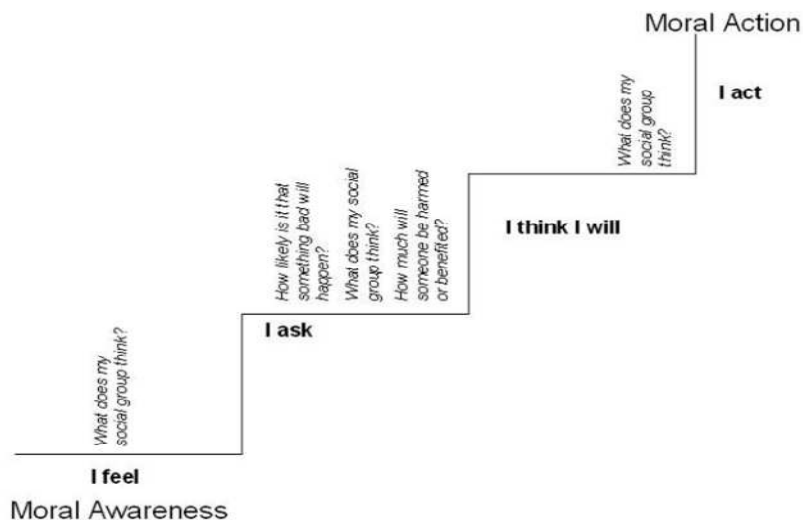 Moral Action
I act
What does my
social group
think?
I think I will
How likely is it that
something bad will
happen?
What does my social
group think?
How much will
someone be harmed
or benefited?
I ask
What does my
social group think?
I feel
Moral Awareness